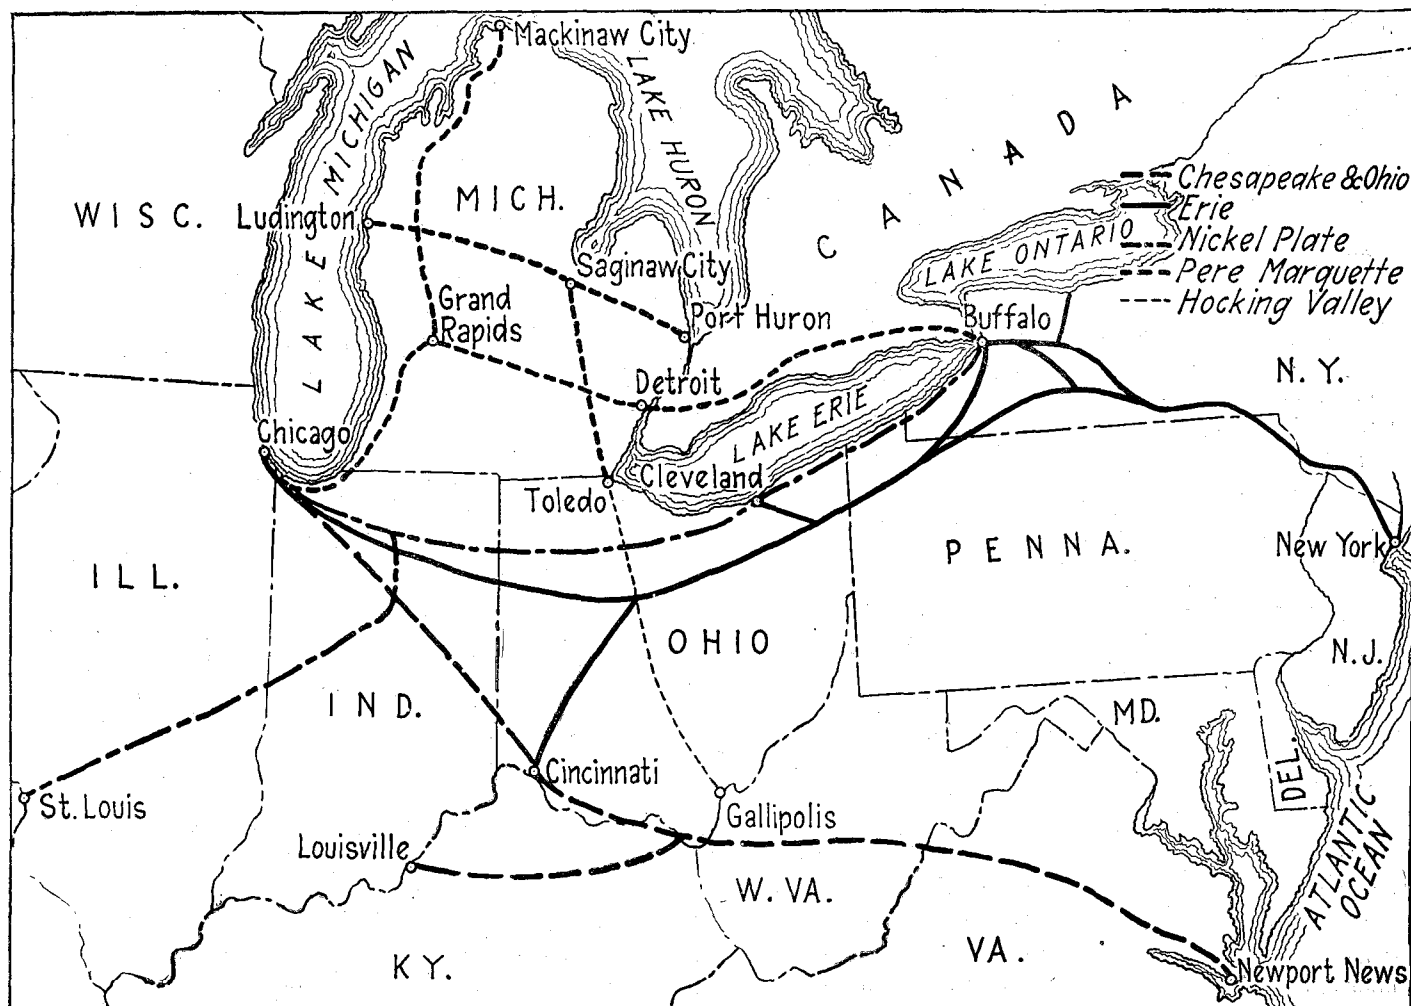 Mackinaw City
LAKE MICHIGAN
LAKE HURON
CANADA
WISC.
Ludington
MICH.
Chesapeake & Ohio
Erie
Nickel Plate
Pere Marquette
Hocking Valley
LAKE ONTARIO
Saginaw City
Grand
Rapids
Port Huron
Buffalo
N.Y.
Detroit
LAKE ERIE
Chicago
Cleveland
Toledo
ILL.
PENNA.
New York
OHIO
N.J.
IND.
MD.
DEL.
Cincinnati
St. Louis
Gallipolis
Louisville
W. VA.
ATLANTIC
OCEAN
KY.
VA.
Newport News